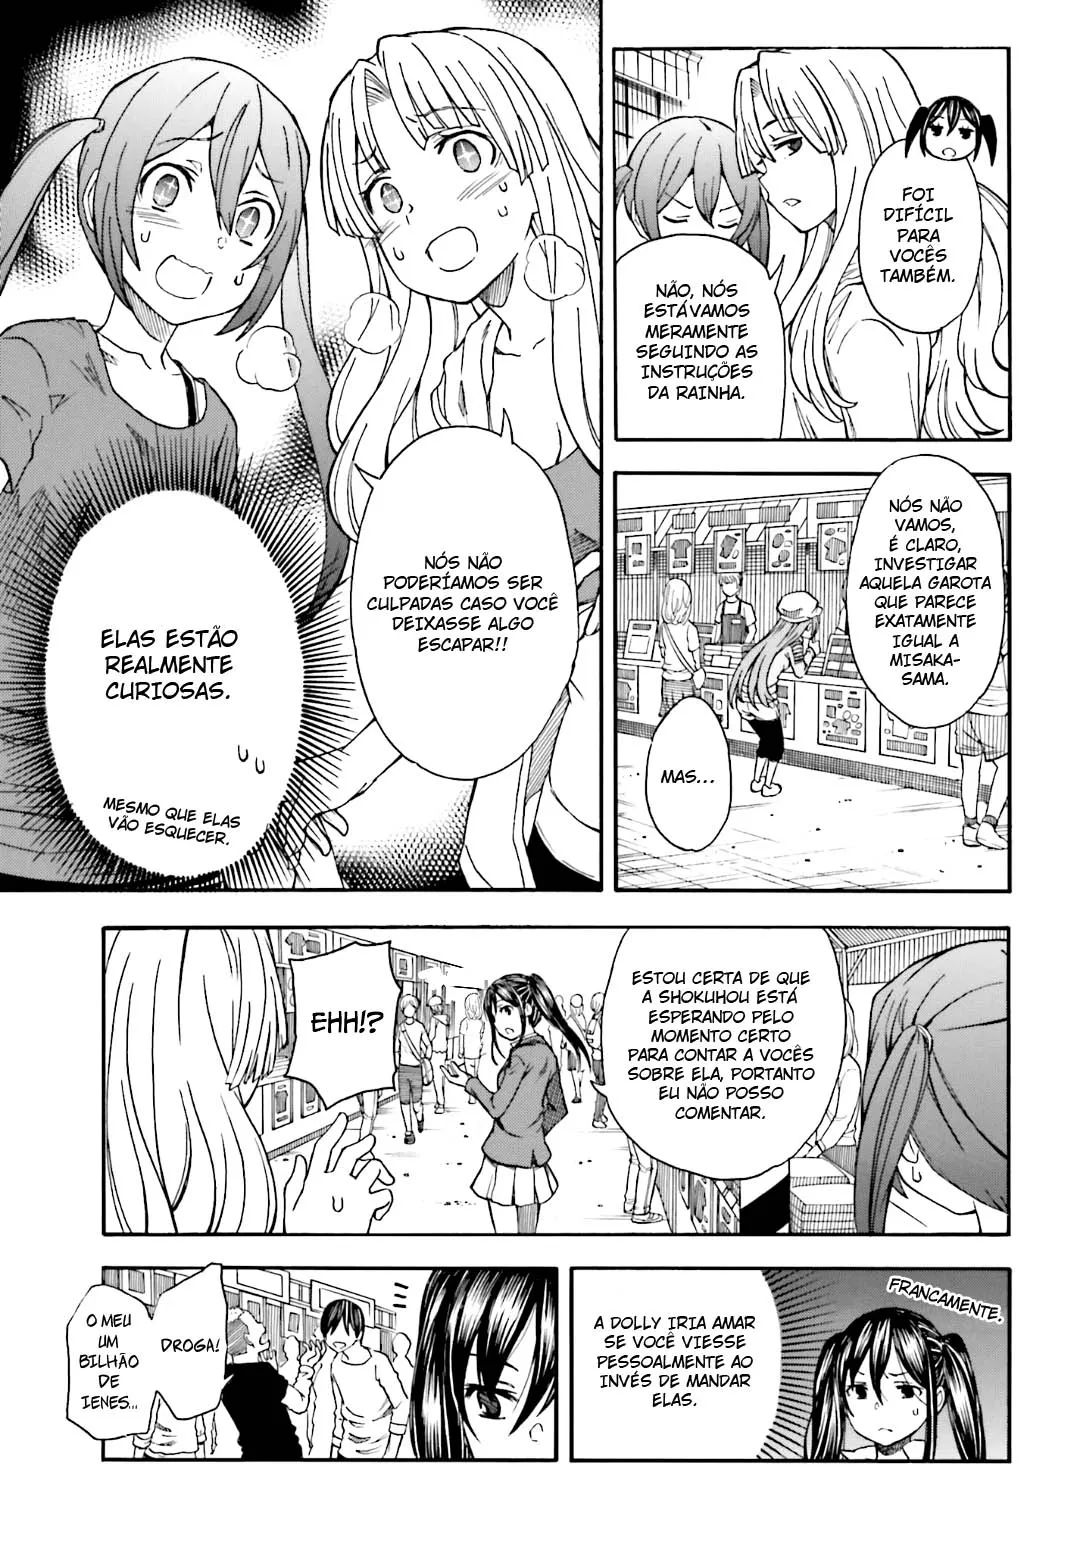 FOI
DIFÍCIL
PARA
VOCÊS
TAMBÉM.
NÃO, NÓS
ESTÁVAMOS
MERAMENTE
SEGUINDO AS
INSTRUÇÕES
DA RAINHA.
NÓS NÃO
VAMOS,
É CLARO,
INVESTIGAR
AQUELA GAROTA
QUE PARECE
EXATAMENTE
IGUAL A
MISAKA-
SAMA.
MAS...
NÓS NÃO
PODERÍAMOS SER
CULPADAS CASO VOCÊ
DEIXASSE ALGO
ESCAPAR!!
ELAS ESTÃO
REALMENTE
CURIOSAS.
MESMO QUE ELAS
VÃO ESQUECER.
ESTOU CERTA DE QUE
A SHOKUHOU ESTÁ
ESPERANDO PELO
MOMENTO CERTO
PARA CONTAR A VOCÊS
SOBRE ELA, PORTANTO
EU NÃO POSSO
COMENTAR.
EHH!?
FRANCAMENTE.
A DOLLY IRIA AMAR
SE VOCÊ VIESSE
PESSOALMENTE AO
INVÉS DE MANDAR
ELAS.
DROGA!
O MEU
UM
BILHÃO
DE
IENES...